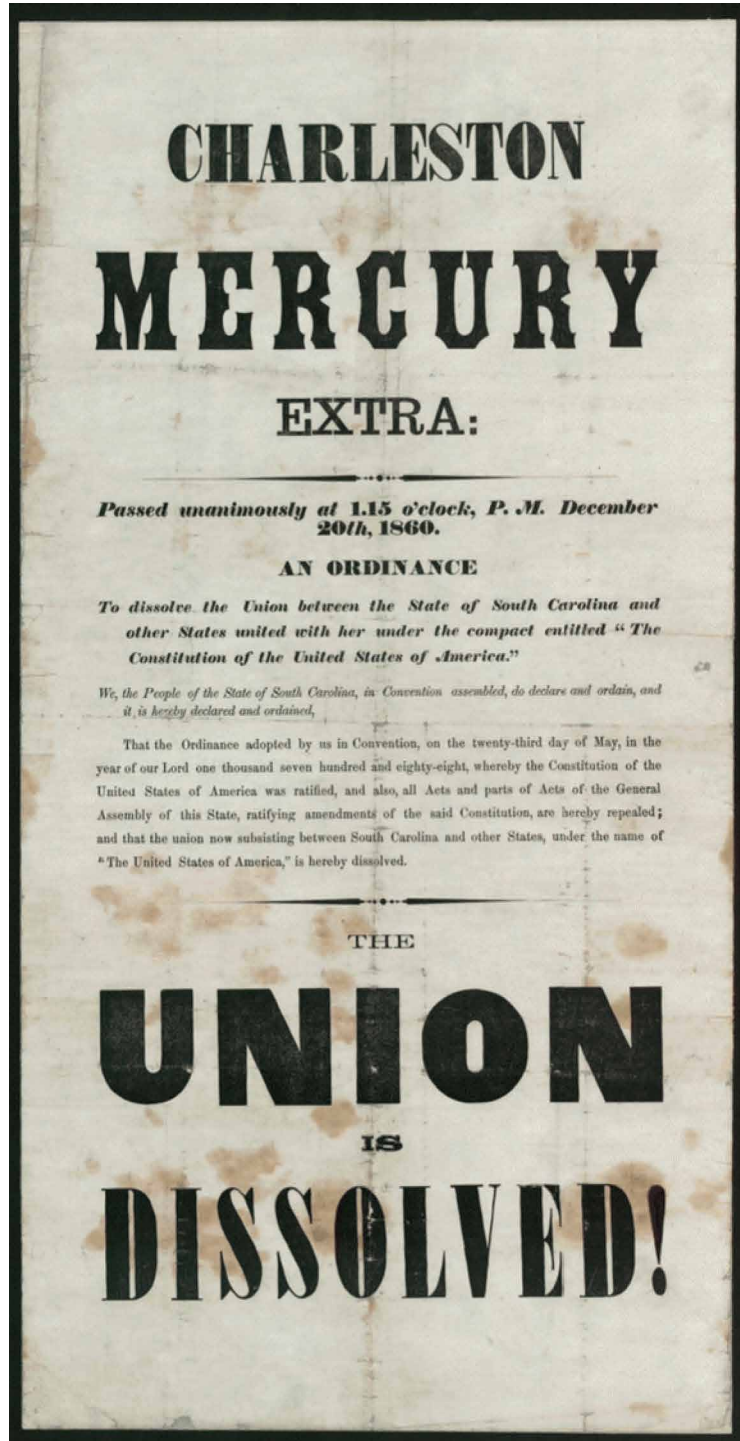 CHARLESTON
MERCURY
EXTRA:
Passed unanimously at 1.15 o'clock, P. M. December
20th, 1860.
AN ORDINANCE
To dissolve the Union between the State of South Carolina and
other States united with her under the compact entitled “ The
Constitution of the United States of America.”
We, the People of the State of South Carolina, in Convention assembled, do declare and ordain, and
it is hereby declared and ordained,
That the Ordinance adopted by us in Convention, on the twenty-third day of May, in the
year of our Lord one thousand seven hundred and eighty-eight, whereby the Constitution of the
United States of America was ratified, and also, all Acts and parts of Acts of the General
Assembly of this State, ratifying amendments of the said Constitution, are hereby repealed;
and that the union now subsisting between South Carolina and other States, under the name of
“The United States of America,” is hereby dissolved.
THE
UNION
IS
DISSOLVED!